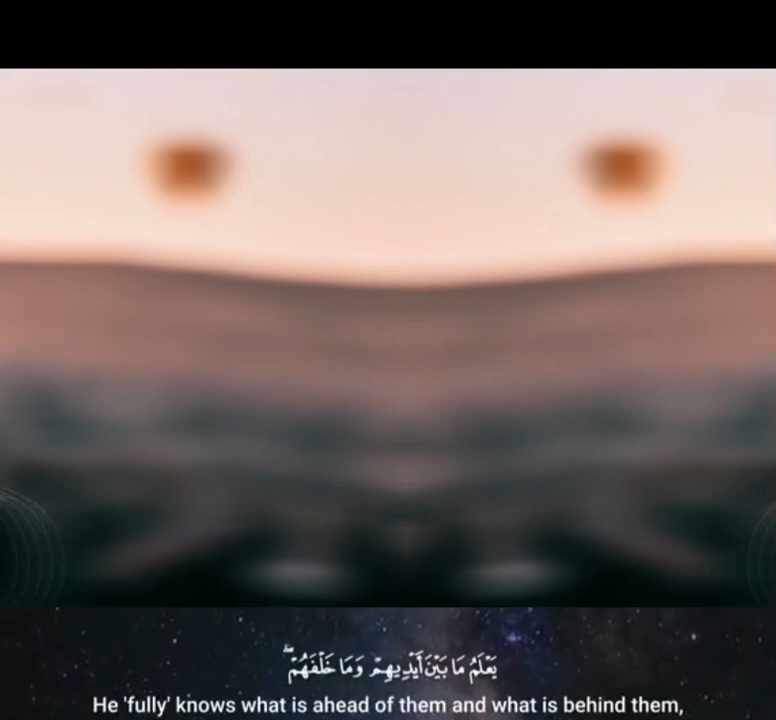 يَعْلَمُ مَا بَيْنَ أَيْدِيهِمْ وَمَا خَلْفَهُمْ ۖ
He 'fully' knows what is ahead of them and what is behind them,